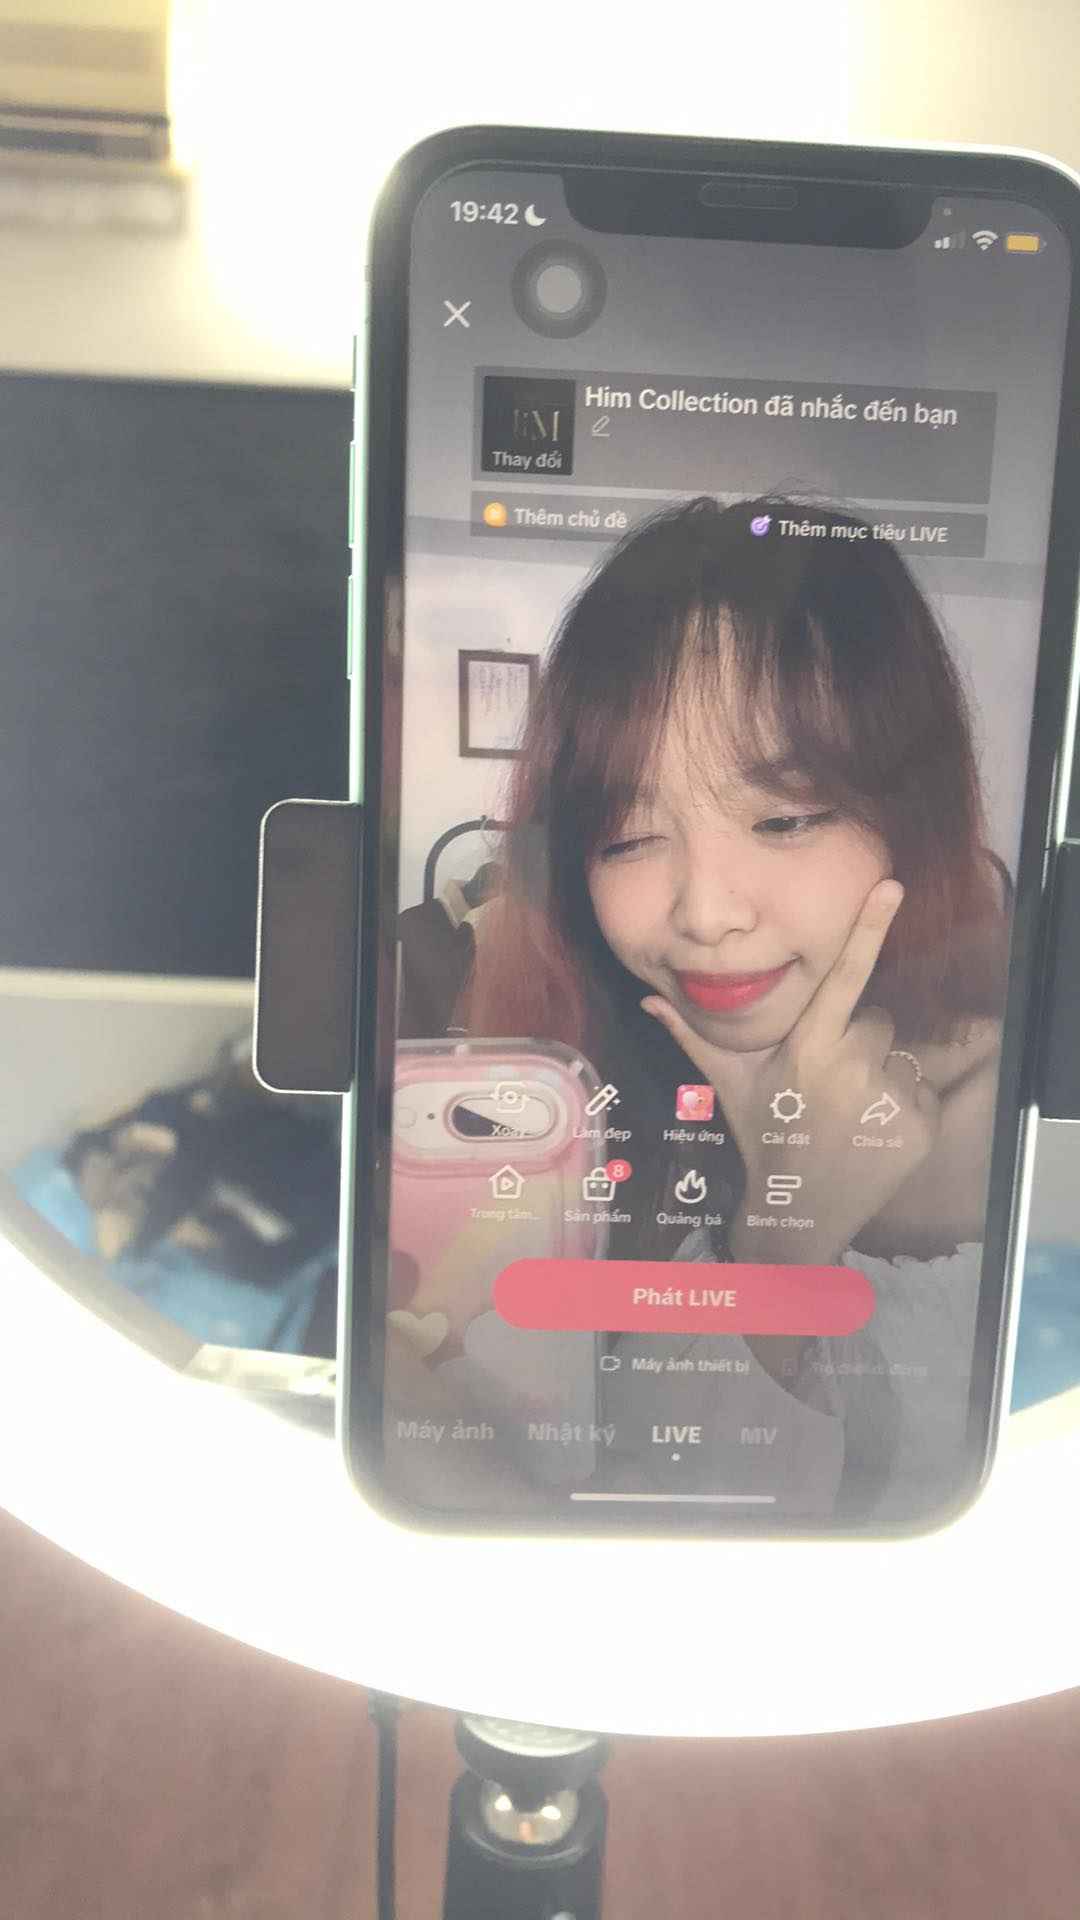 19:42
Him Collection đã nhắc đến bạn
HiM
Thay đổi
Thêm chủ đề
Thêm mục tiêu LIVE
Xoay
Làm đẹp
Hiệu ứng
Cài đặt
Chia sẻ
Trung tâm...
8
Sản phẩm
Quảng bá
Bình chọn
Phát LIVE
Máy ảnh thiết bị
Máy ảnh
Nhật ký
LIVE
MV